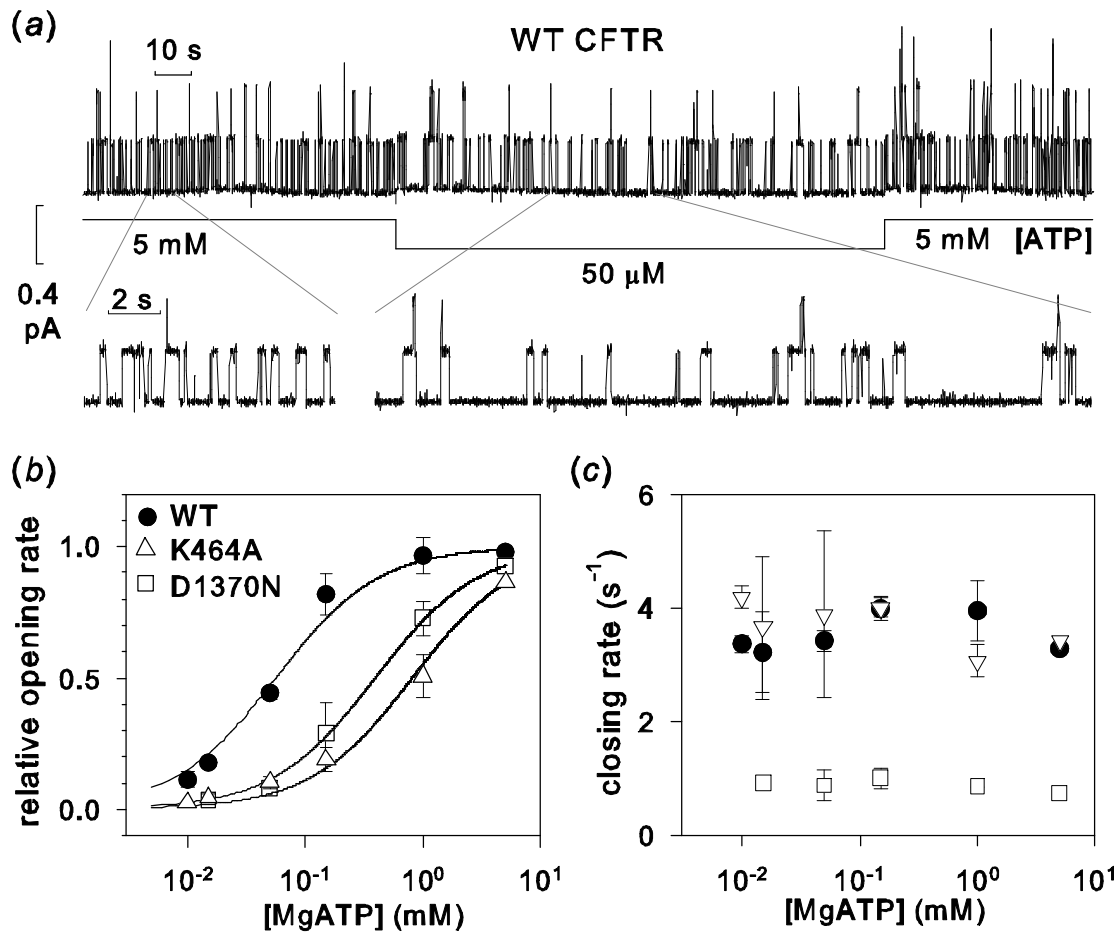 (a)
WT CFTR
10 s
5 mM
50 μM
5 mM [ATP]
0.4
pA
2 s
(b)
relative opening rate
1.0
0.5
0.0
WT
K464A
D1370N
10⁻² 10⁻¹ 10⁰ 10¹
[MgATP] (mM)
(c)
closing rate (s⁻¹)
6
4
2
0
10⁻² 10⁻¹ 10⁰ 10¹
[MgATP] (mM)